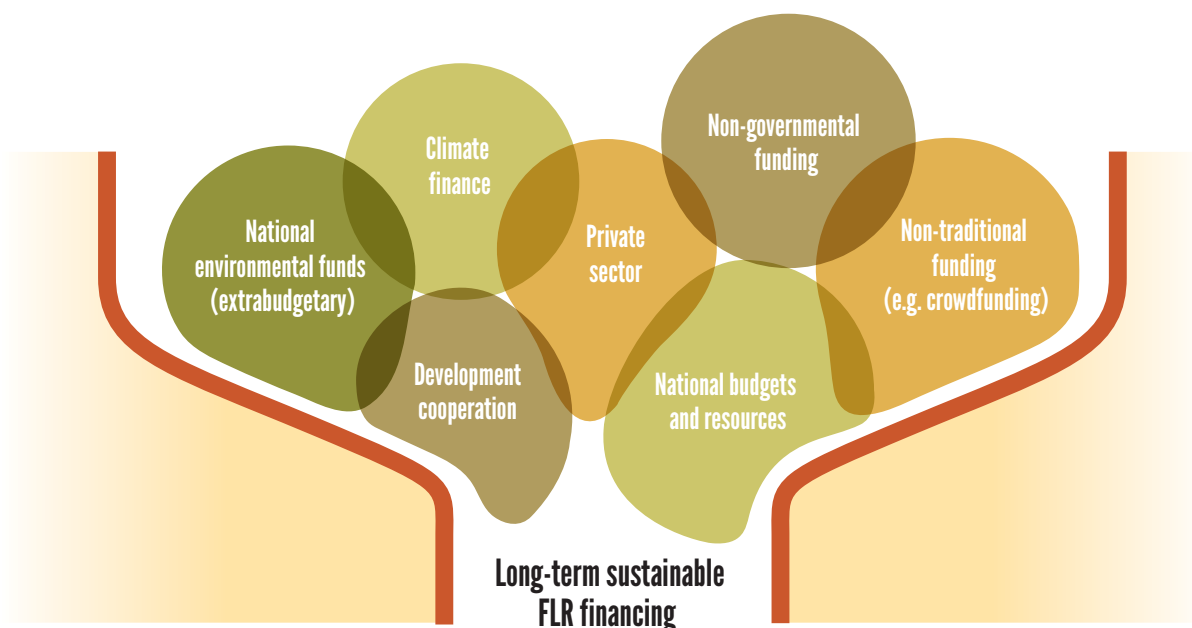 Climate
finance
Non-governmental
funding
National
environmental funds
(extrabudgetary)
Private
sector
Non-traditional
funding
(e.g. crowdfunding)
Development
cooperation
National budgets
and resources
Long-term sustainable
FLR financing